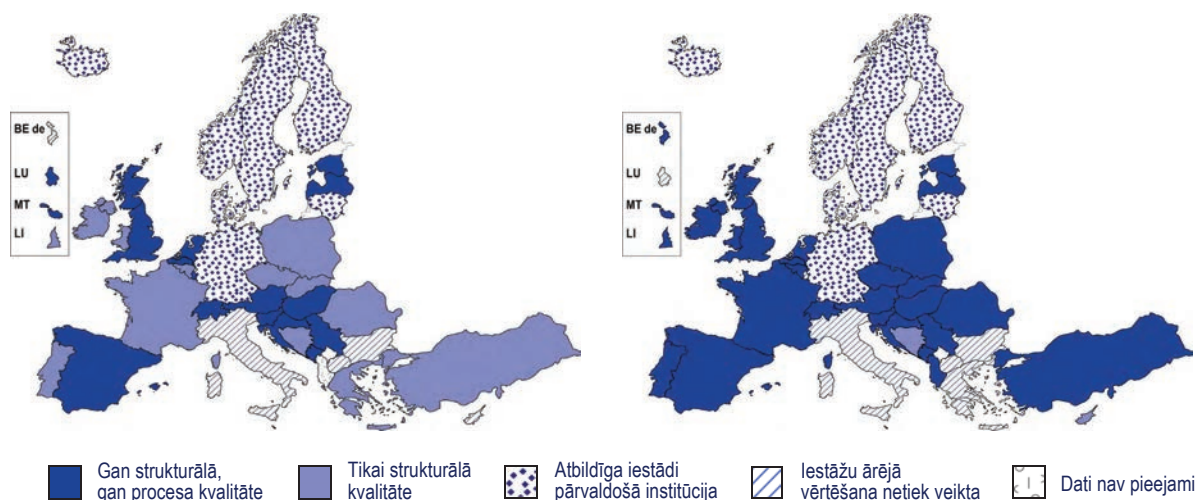 BE de
LU
MT
LI
BE de
LU
MT
LI
Gan strukturālā,
gan procesa kvalitāte
Tikai strukturālā
kvalitāte
Atbildīga iestādi
pārvaldošā institūcija
Iestāžu ārējā
vērtēšana netiek veikta
Dati nav pieejami